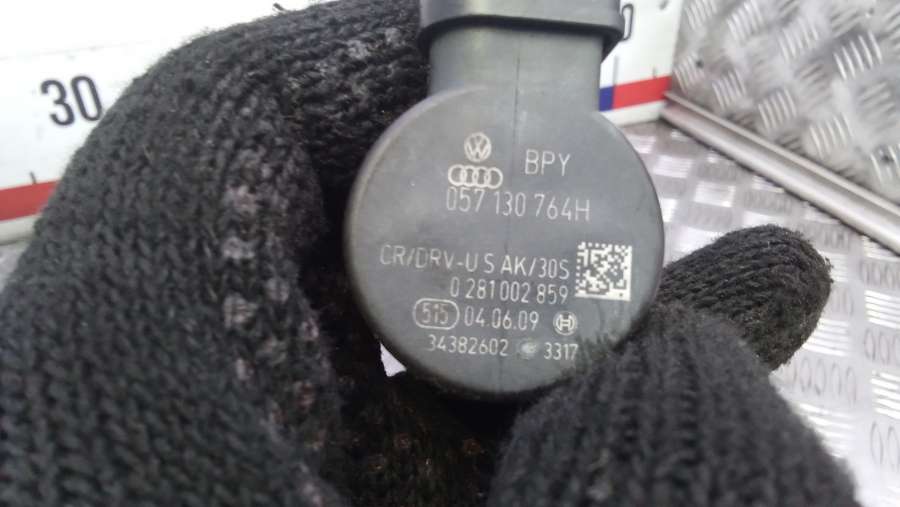 30
0
BPY
057 130 764H
CR/DRV-U S AK/30S
0 281 002 859
515 04.06.09 H
34382602 3317